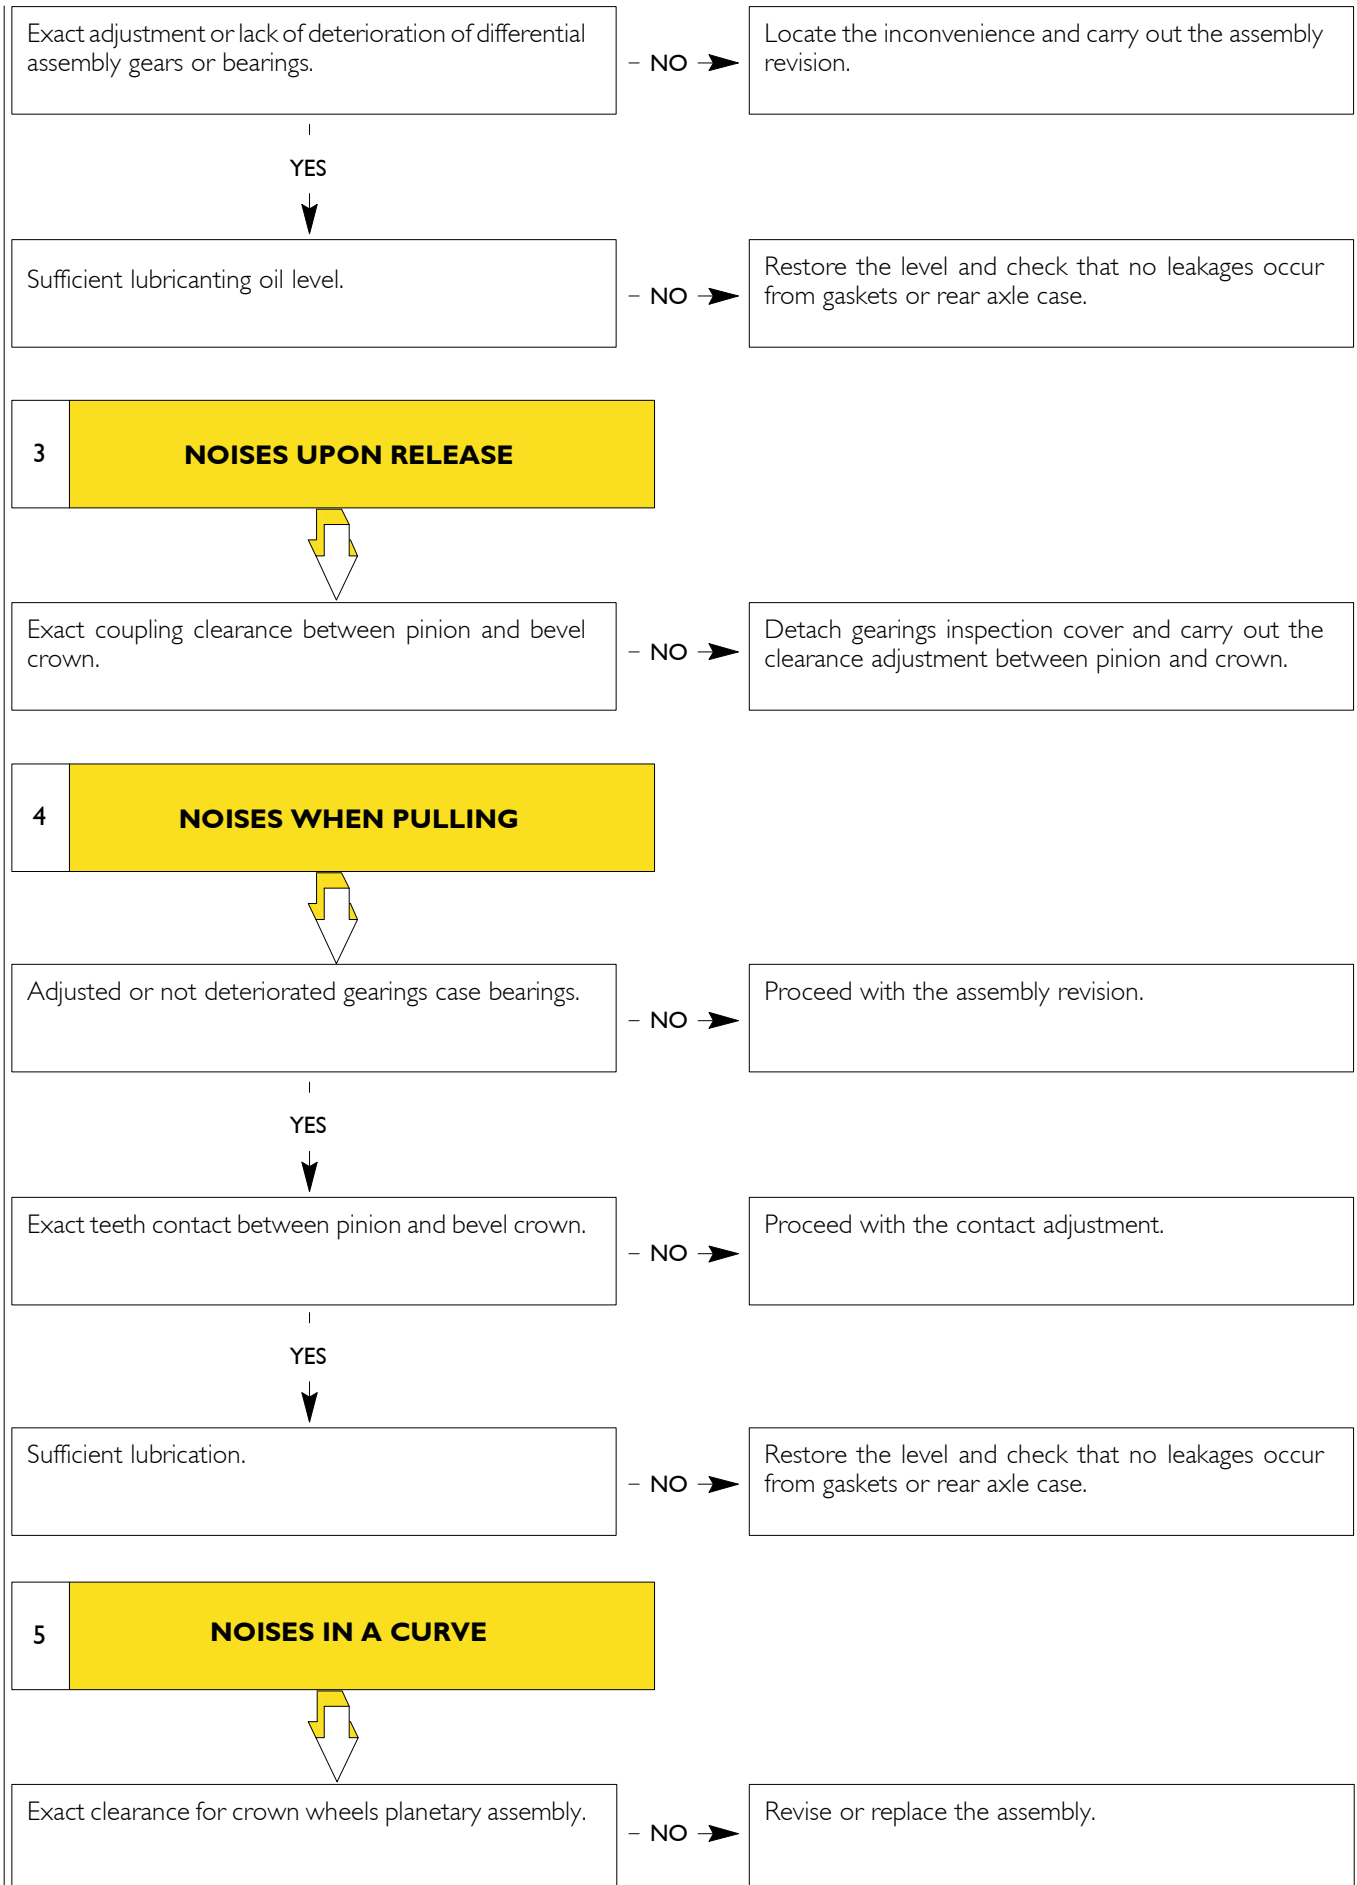 Exact adjustment or lack of deterioration of differential
assembly gears or bearings.
NO
Locate the inconvenience and carry out the assembly
revision.
YES
Sufficient lubricanting oil level.
NO
Restore the level and check that no leakages occur
from gaskets or rear axle case.
3
NOISES UPON RELEASE
Exact coupling clearance between pinion and bevel
crown.
NO
Detach gearings inspection cover and carry out the
clearance adjustment between pinion and crown.
4
NOISES WHEN PULLING
Adjusted or not deteriorated gearings case bearings.
NO
Proceed with the assembly revision.
YES
Exact teeth contact between pinion and bevel crown.
NO
Proceed with the contact adjustment.
YES
Sufficient lubrication.
NO
Restore the level and check that no leakages occur
from gaskets or rear axle case.
5
NOISES IN A CURVE
Exact clearance for crown wheels planetary assembly.
NO
Revise or replace the assembly.